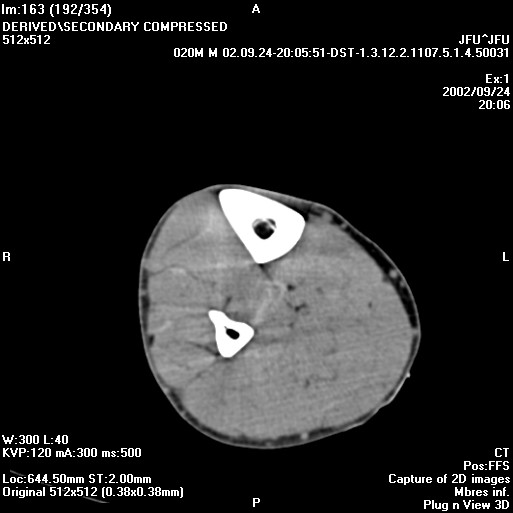 Im:163 (192/354)
A
DERIVED\SECONDARY COMPRESSED
512x512
JFU^JFU
020M M 02.09.24-20:05:51-DST-1.3.12.2.1107.5.1.4.50031
Ex:1
2002/09/24
20:06
R
L
W:300 L:40
KVP:120 mA:300 ms:500
CT
Pos:FFS
Loc:644.50mm ST:2.00mm
Capture of 2D images
Original 512x512 (0.38x0.38mm)
Mbres inf.
P
Plug n View 3D